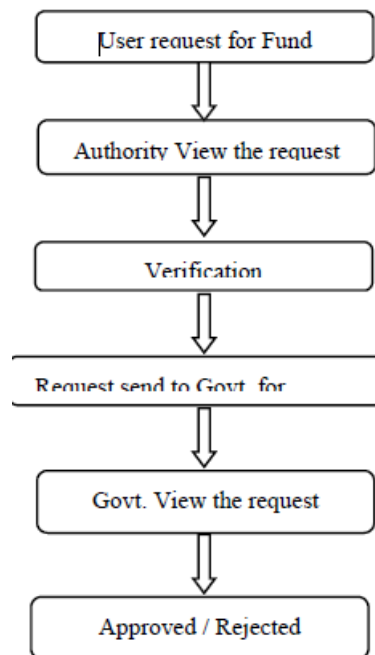 User request for Fund
Authority View the request
Verification
Request send to Govt. for
Govt. View the request
Approved / Rejected